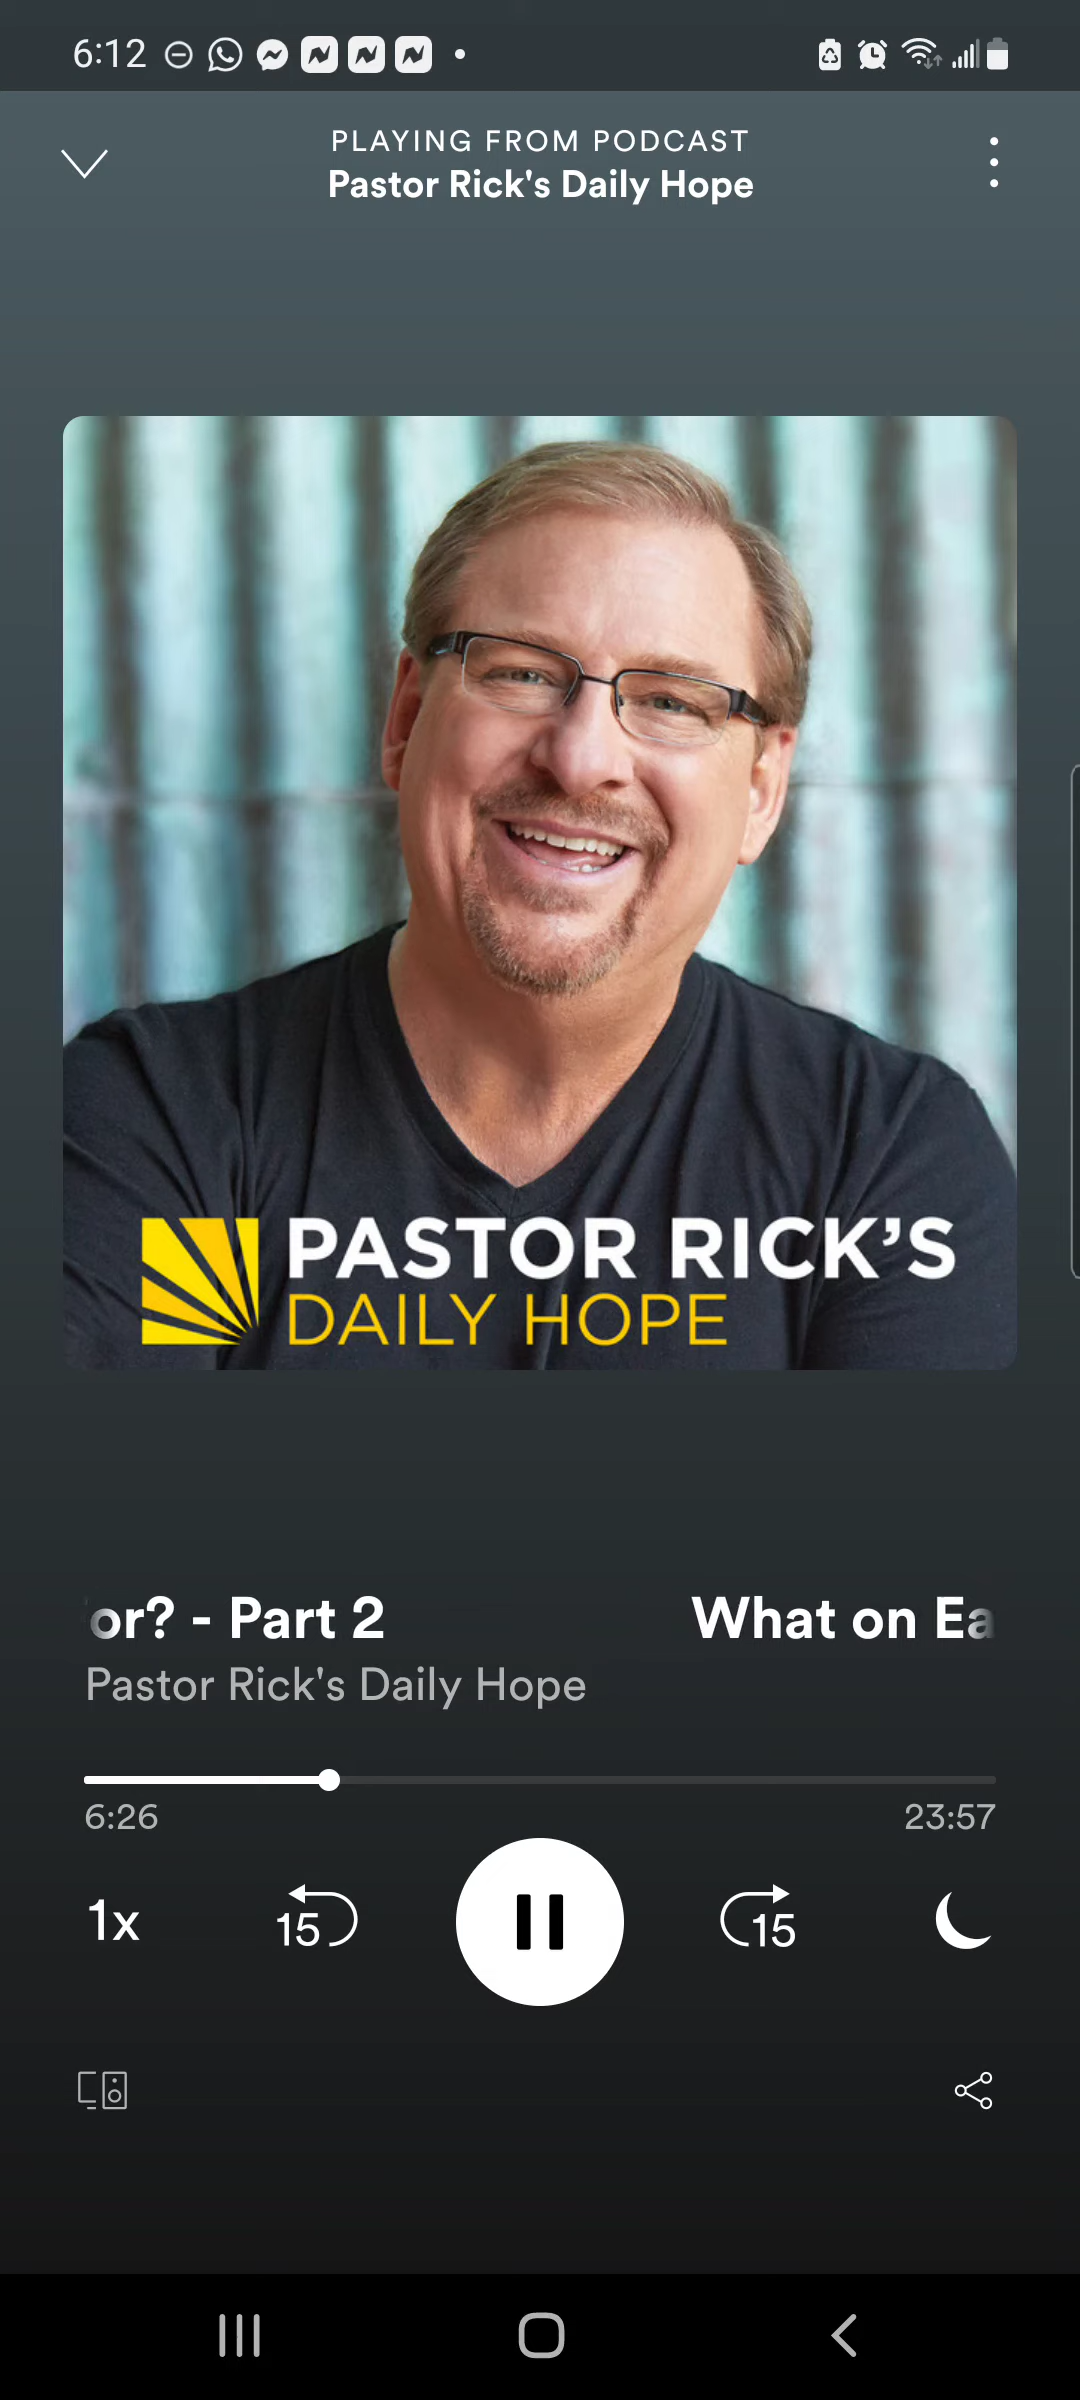 6:12
PLAYING FROM PODCAST
Pastor Rick's Daily Hope
PASTOR RICK'S
DAILY HOPE
or? - Part 2 What on Ea
Pastor Rick's Daily Hope
6:26 23:57
1x 15 15